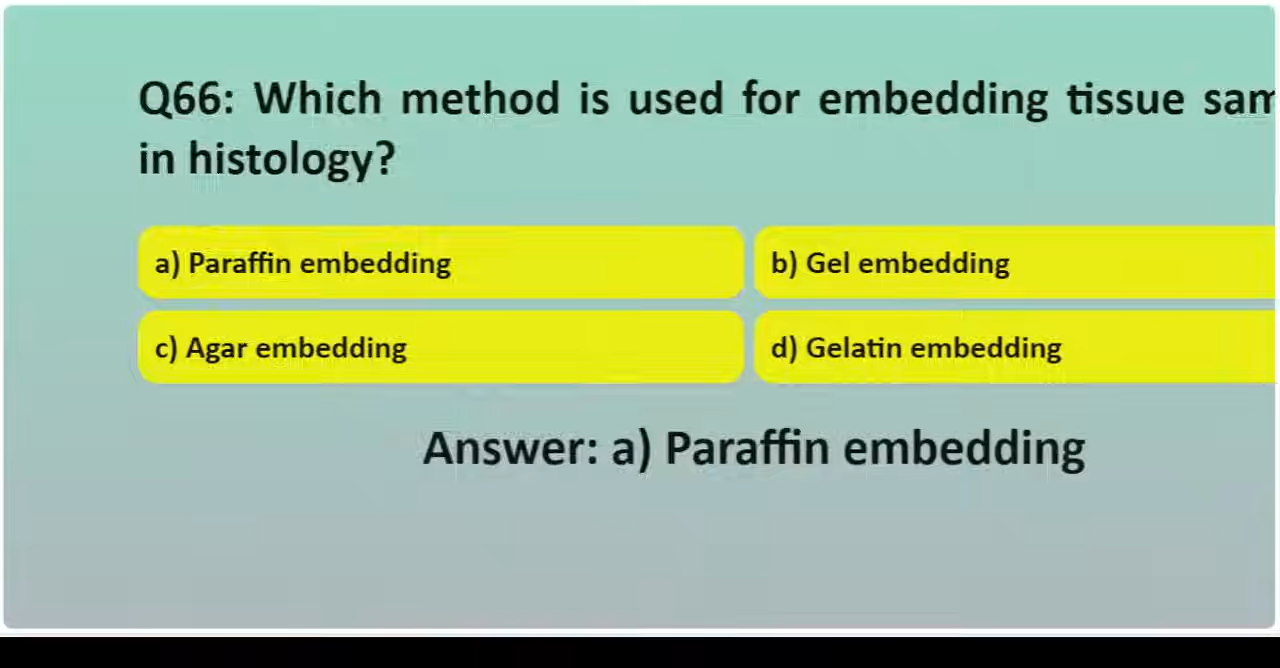 Q66: Which method is used for embedding tissue
in histology?
a) Paraffin embedding
b) Gel embedding
c) Agar embedding
d) Gelatin embedding
Answer: a) Paraffin embedding